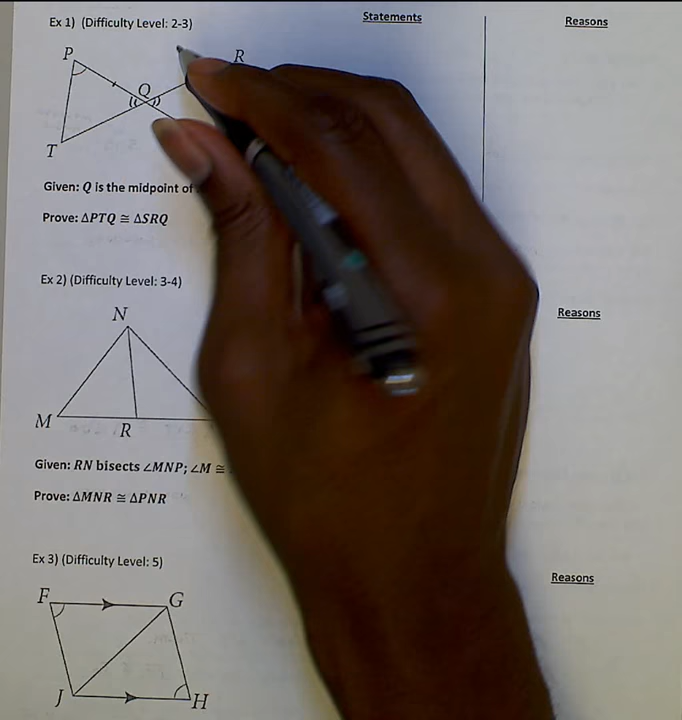 Ex 1) (Difficulty Level: 2-3)
Statements
Reasons
P
R
Q
T
Given: Q is the midpoint of
Prove: ΔPTQ ≅ ΔSRQ
Ex 2) (Difficulty Level: 3-4)
Reasons
N
M
R
Given: RN bisects ∠MNP; ∠M ≅
Prove: ΔMNR ≅ ΔPNR
Ex 3) (Difficulty Level: 5)
Reasons
F
G
J
H